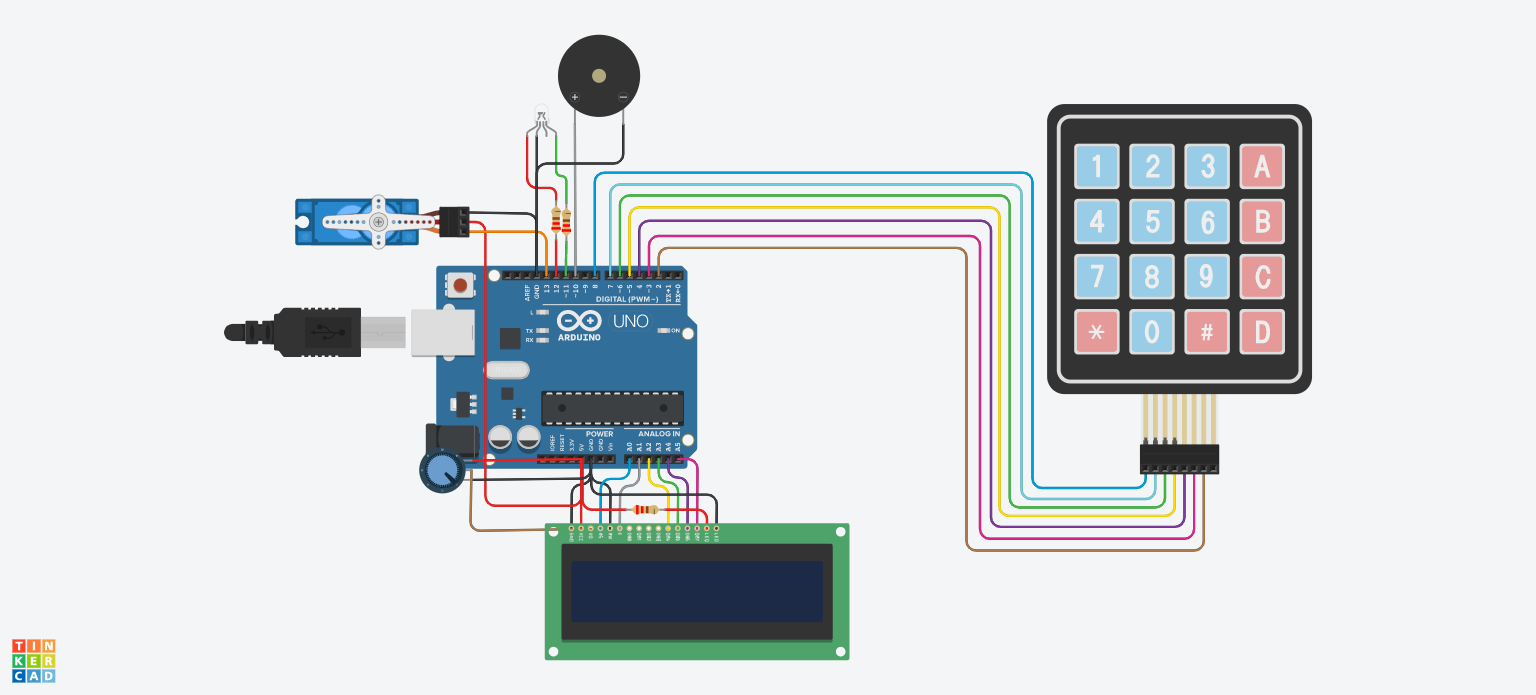 + −
1 2 3 A
4 5 6 B
7 8 9 C
* 0 # D
AREF
GND
13
12
~11
~10
~9
8
7
~6
~5
4
~3
2
TX→1
RX←0
DIGITAL (PWM~)
L
TX
RX
UNO
ON
ARDUINO
POWER
ANALOG IN
IOREF
RESET
3.3V
5V
GND
GND
Vin
A0
A1
A2
A3
A4
A5
TIN
KER
CAD